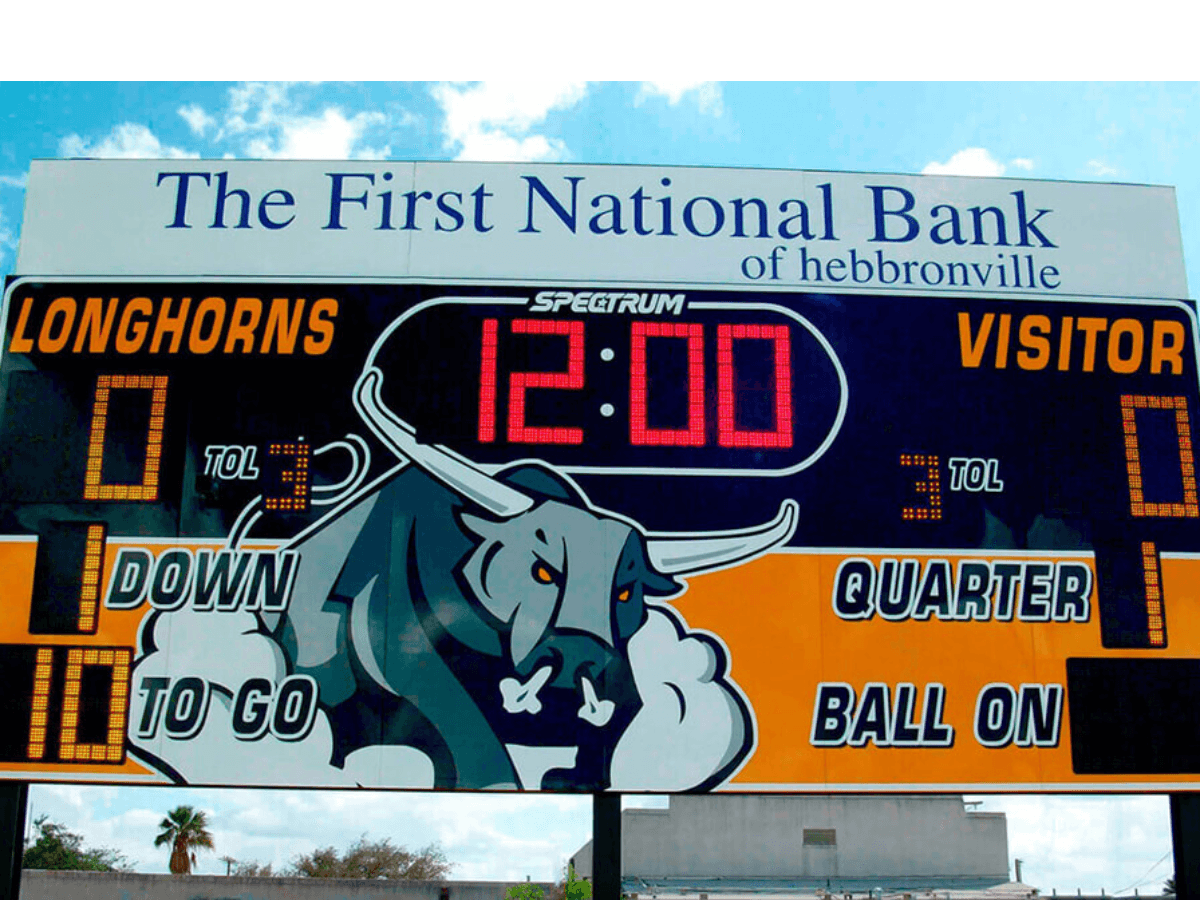 The First National Bank
of hebbronville
SPECTRUM
LONGHORNS 12:00 VISITOR
0 TOL 3 3 TOL 0
1 DOWN QUARTER 1
10 TO GO BALL ON